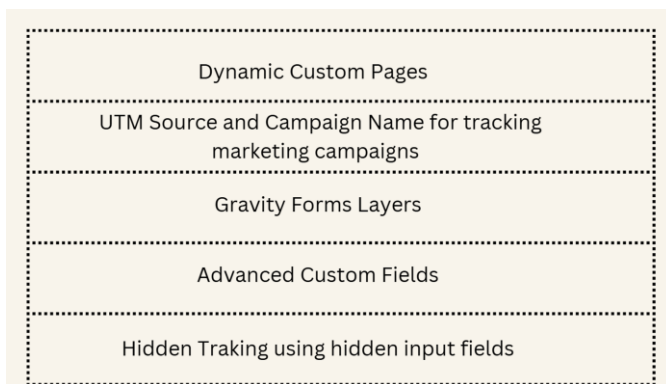 Dynamic Custom Pages
UTM Source and Campaign Name for tracking
marketing campaigns
Gravity Forms Layers
Advanced Custom Fields
Hidden Traking using hidden input fields